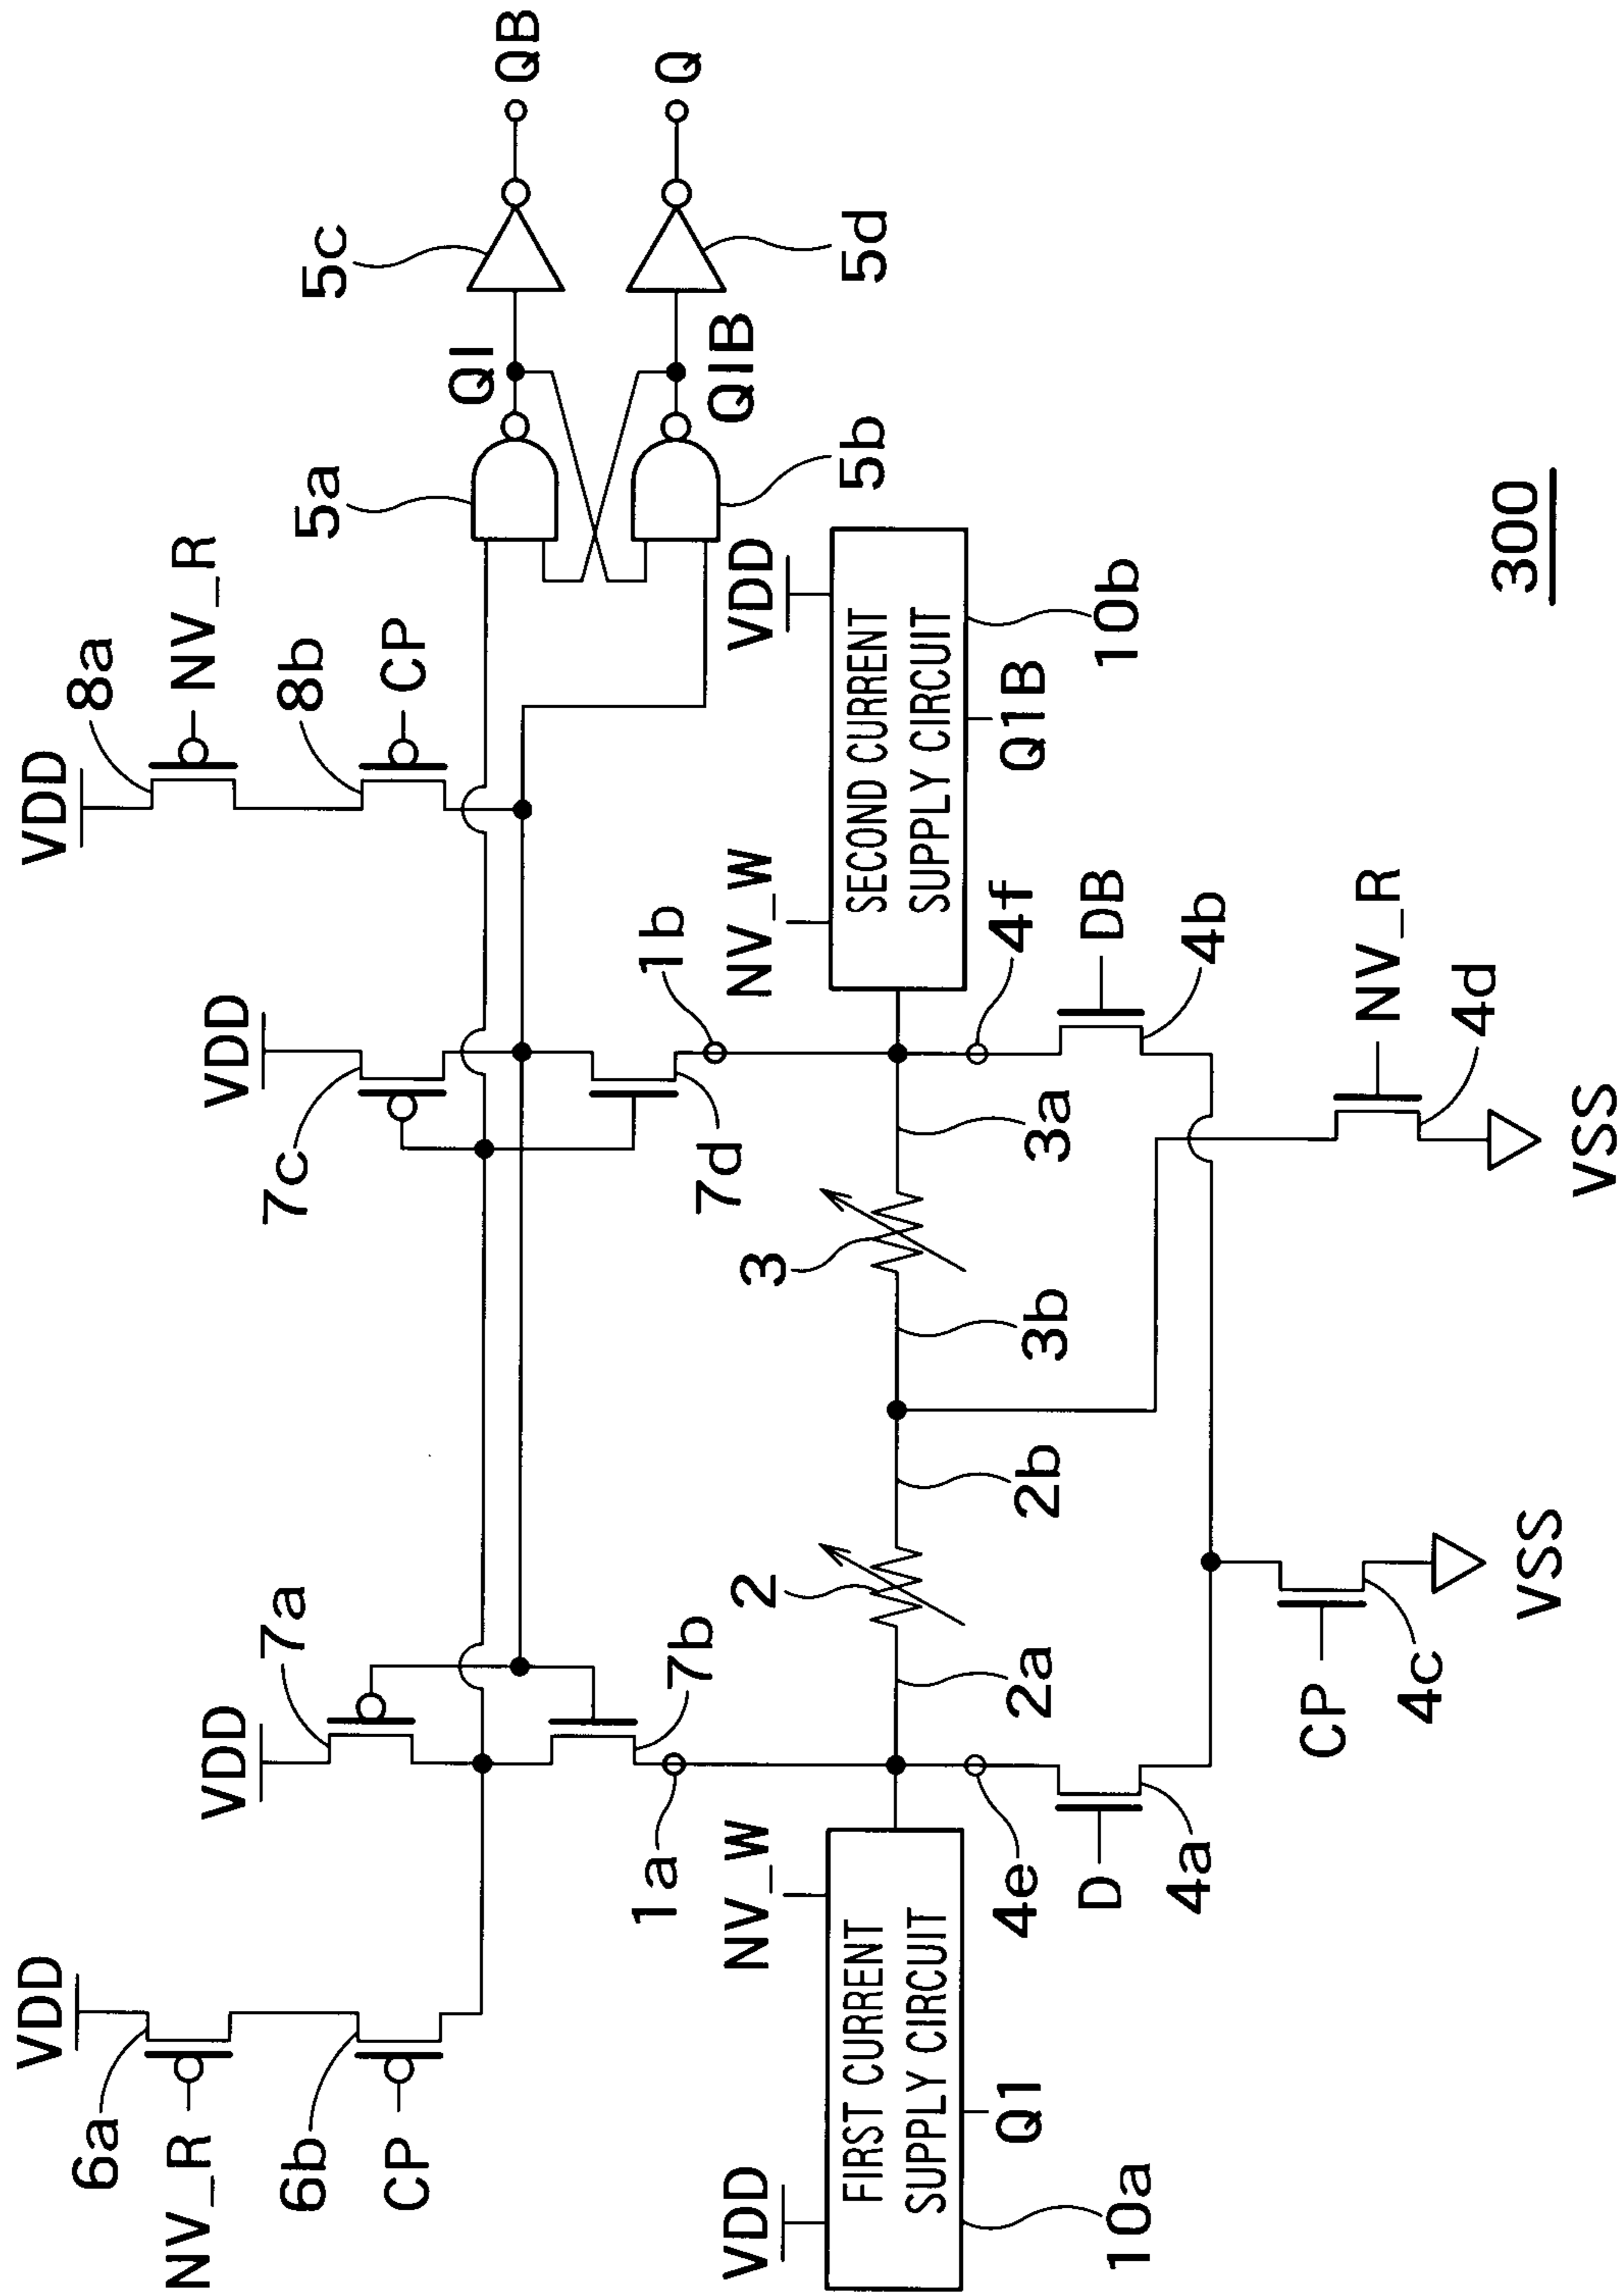 VDD
6a
NV_R
6b
CP
VDD
7a
7b
1a
VDD
7c
7d
1b
VDD
8a
NV_R
8b
CP
5a
5b
QI
QIB
5c
5d
QB
Q
VDD
NV_W
FIRST CURRENT
SUPPLY CIRCUIT
10a
Q1
2a
2
2b
3b
3
3a
NV_W
VDD
SECOND CURRENT
SUPPLY CIRCUIT
Q1B
10b
4e
D
4a
CP
4c
VSS
4f
DB
4b
NV_R
4d
VSS
300